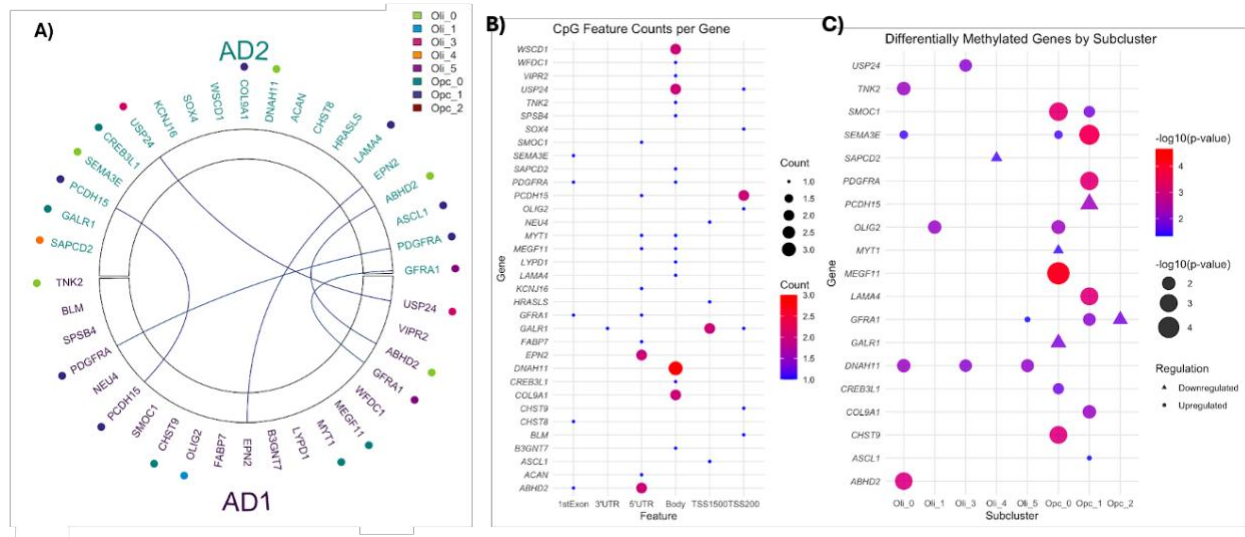 A)
AD2
Oli_0
Oli_1
Oli_3
Oli_4
Oli_5
Opc_0
Opc_1
Opc_2
TNK2
SAPCD2
GALR1
PCDH15
SEMA3E
CREB3L1
USP24
KCNJ16
SOX4
WSCD1
COL9A1
DNAH11
ACAN
CHST8
HRASLS
LAMA4
EPN2
ABHD2
ASCL1
PDGFRA
GFRA1
USP24
VIPR2
ABHD2
GFRA1
WFDC1
MEGF11
MYT1
LYPD1
B3GNT7
EPN2
FABP7
OLIG2
CHST9
SMOC1
PCDH15
NEU4
PDGFRA
SPSB4
BLM
AD1
B)
CpG Feature Counts per Gene
WSCD1
WFDC1
VIPR2
USP24
TNK2
SPSB4
SOX4
SMOC1
SEMA3E
SAPCD2
PDGFRA
PCDH15
OLIG2
NEU4
MYT1
MEGF11
LYPD1
LAMA4
KCNJ16
HRASLS
GFRA1
GALR1
FABP7
EPN2
DNAH11
CREB3L1
COL9A1
CHST9
CHST8
BLM
B3GNT7
ASCL1
ACAN
ABHD2
Gene
1stExon 3'UTR 5'UTR Body TSS1500 TSS200
Feature
Count
1.0
1.5
2.0
2.5
3.0
Count
3.0
2.5
2.0
1.5
1.0
C)
Differentially Methylated Genes by Subcluster
USP24
TNK2
SMOC1
SEMA3E
SAPCD2
PDGFRA
PCDH15
OLIG2
MYT1
MEGF11
LAMA4
GFRA1
GALR1
DNAH11
CREB3L1
COL9A1
CHST9
ASCL1
ABHD2
Gene
Oli_0 Oli_1 Oli_3 Oli_4 Oli_5 Opc_0 Opc_1 Opc_2
Subcluster
-log10(p-value)
4
3
2
-log10(p-value)
2
3
4
Regulation
Downregulated
Upregulated